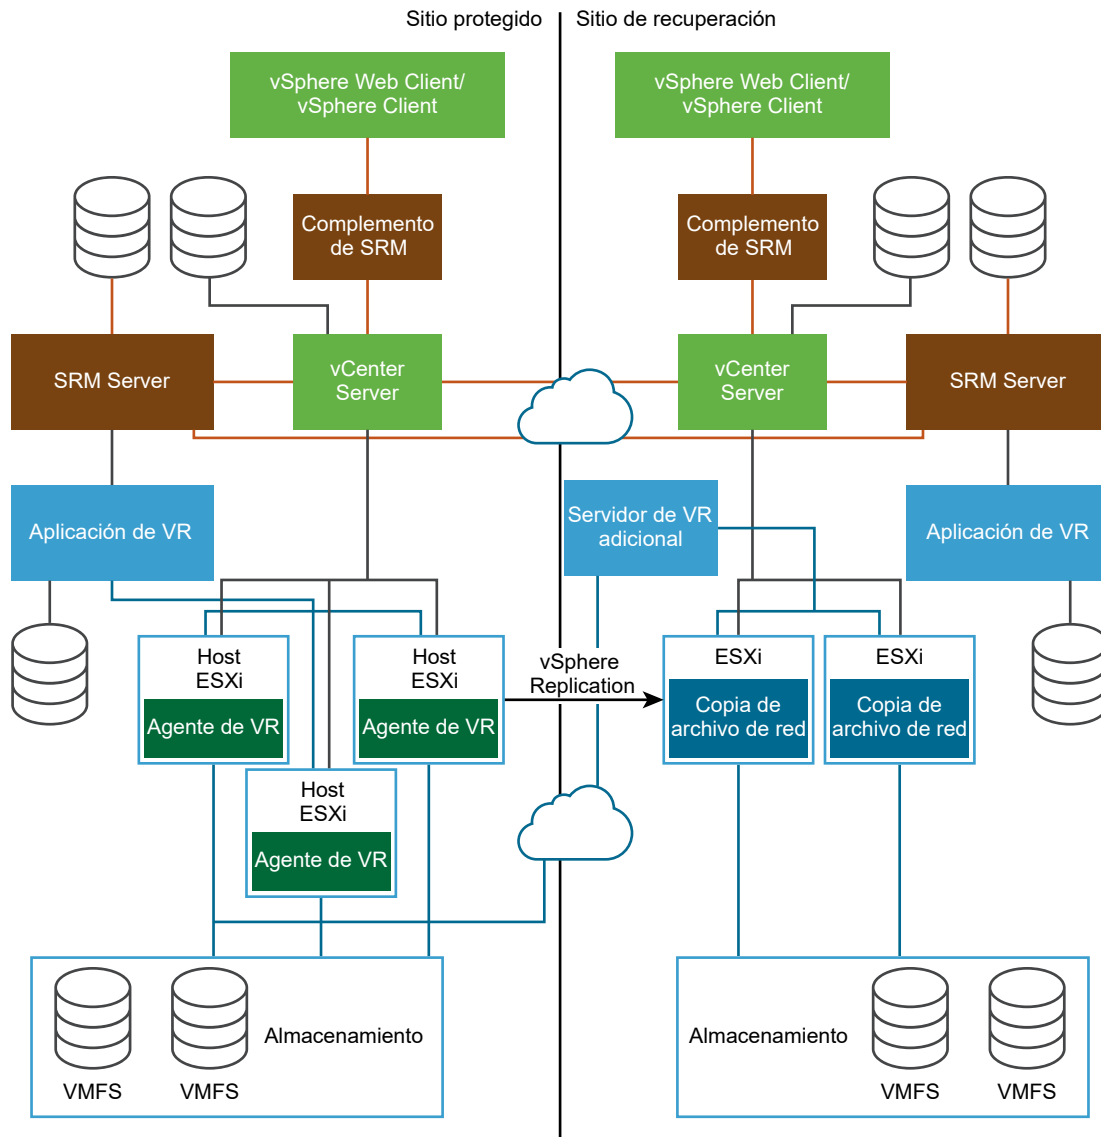 Sitio protegido
Sitio de recuperación
vSphere Web Client/
vSphere Client
vSphere Web Client/
vSphere Client
Complemento
de SRM
Complemento
de SRM
SRM Server
vCenter
Server
vCenter
Server
SRM Server
Aplicación de VR
Servidor de VR
adicional
Aplicación de VR
Host
ESXi
Agente de VR
Host
ESXi
Agente de VR
vSphere
Replication
ESXi
Copia de
archivo de red
ESXi
Copia de
archivo de red
Host
ESXi
Agente de VR
VMFS
VMFS
Almacenamiento
Almacenamiento
VMFS
VMFS